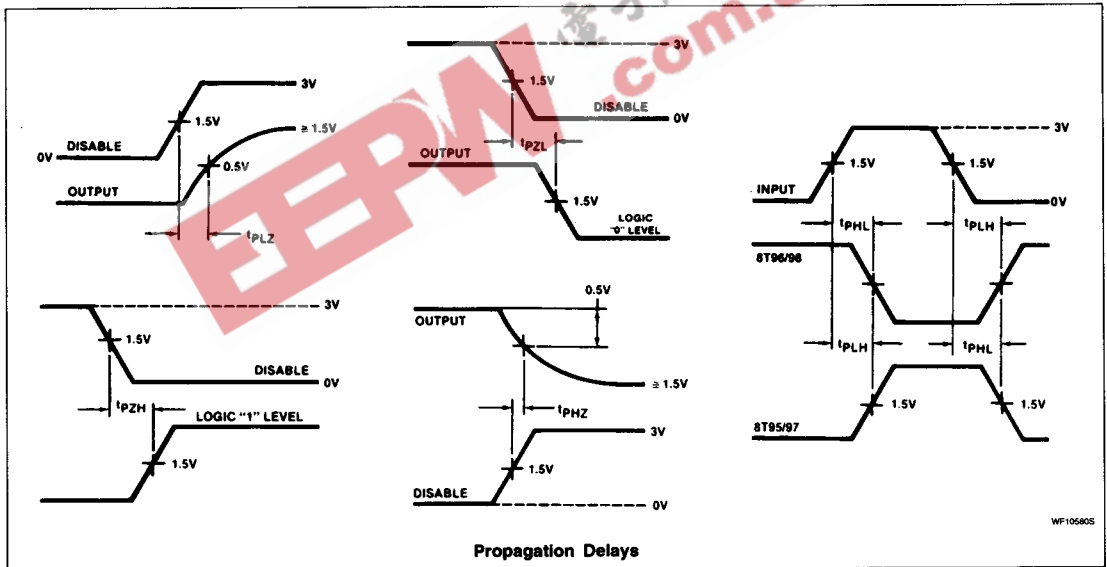 3V
1.5V
DISABLE
0V
≅ 1.5V
0.5V
OUTPUT
tPLZ
3V
1.5V
DISABLE
0V
tPZL
OUTPUT
1.5V
LOGIC
"0" LEVEL
3V
1.5V
DISABLE
0V
tPZH
LOGIC "1" LEVEL
1.5V
0.5V
OUTPUT
≅ 1.5V
tPHZ
3V
1.5V
DISABLE
0V
3V
1.5V
1.5V
INPUT
0V
tPHL
tPLH
8T96/98
tPLH
tPHL
1.5V
1.5V
8T95/97
WF10580S
Propagation Delays
EEPW
.com.